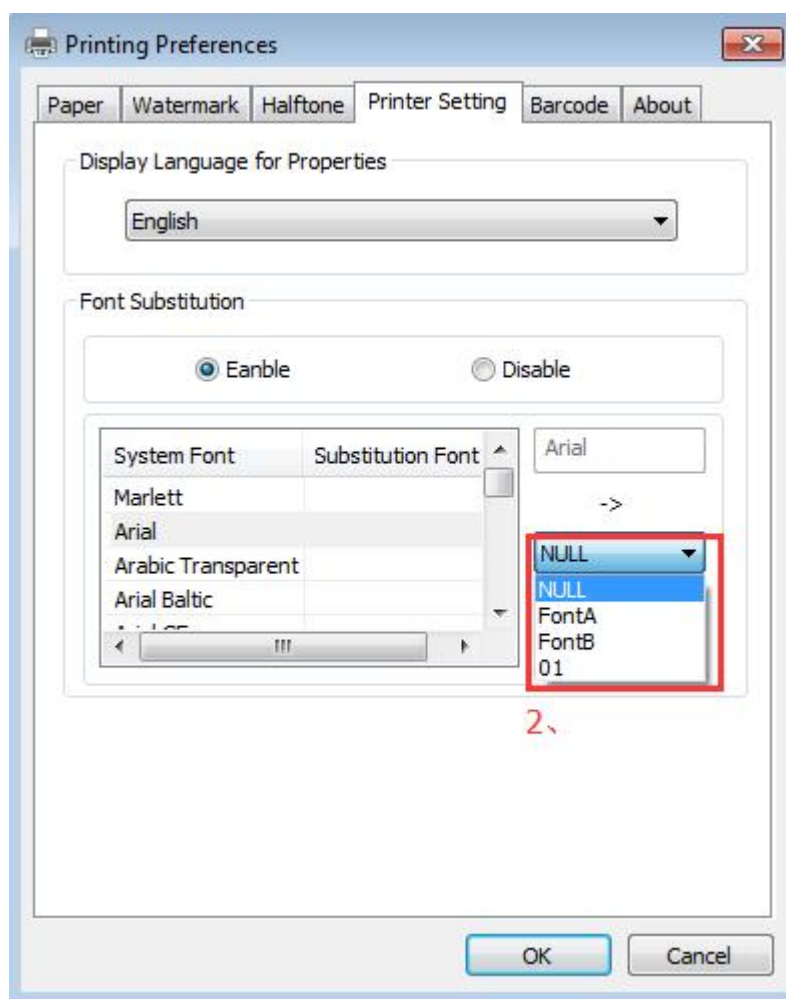 Printing Preferences
Paper Watermark Halftone Printer Setting Barcode About
Display Language for Properties
English
Font Substitution
Eanble Disable
System Font Substitution Font
Marlett
Arial
Arabic Transparent
Arial Baltic
Arial
->
NULL
NULL
FontA
FontB
01
2、
OK Cancel